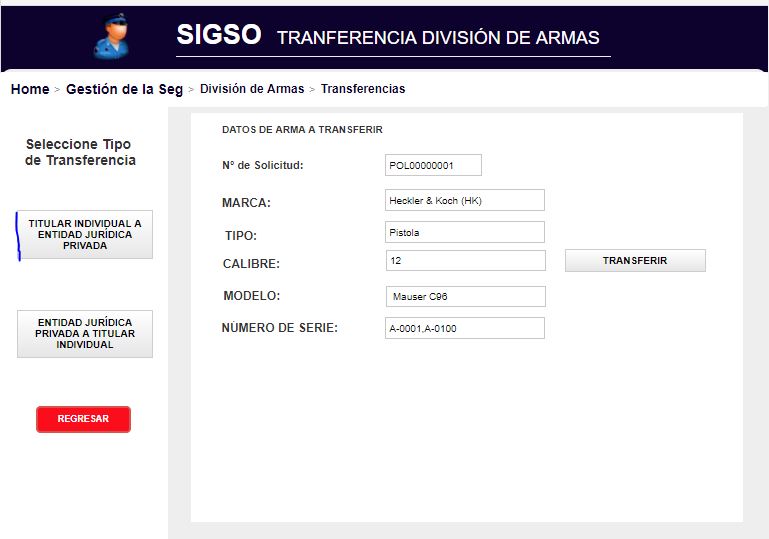 SIGSO TRANFERENCIA DIVISIÓN DE ARMAS
Home > Gestión de la Seg > División de Armas > Transferencias
Seleccione Tipo
de Transferencia
TITULAR INDIVIDUAL A
ENTIDAD JURÍDICA
PRIVADA
ENTIDAD JURÍDICA
PRIVADA A TITULAR
INDIVIDUAL
REGRESAR
DATOS DE ARMA A TRANSFERIR
N° de Solicitud: POL00000001
MARCA: Heckler & Koch (HK)
TIPO: Pistola
CALIBRE: 12
TRANSFERIR
MODELO: Mauser C96
NÚMERO DE SERIE: A-0001,A-0100